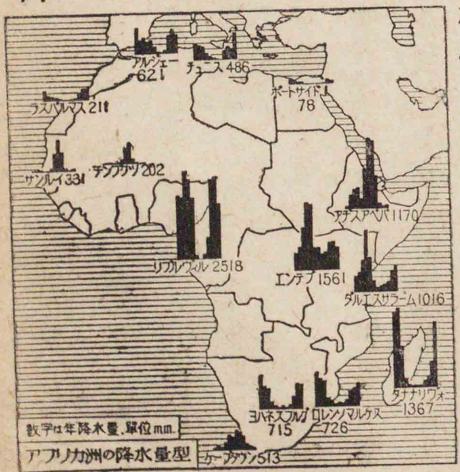 アルジェー
621
チュニス 486
ポートサイド
78
ラスパルマス 218
サンルイ 331
チンブクツ 202
アヂスアベバ 1170
リブルヴィル 2518
エンテブ 1561
ダルエスサラーム 1016
タナナリヴォー
1367
ヨハネスブルグ
715
ロレンソマルケス
726
ケープタウン 513
数字は年降水量,單位mm.
アフリカ洲の降水量型